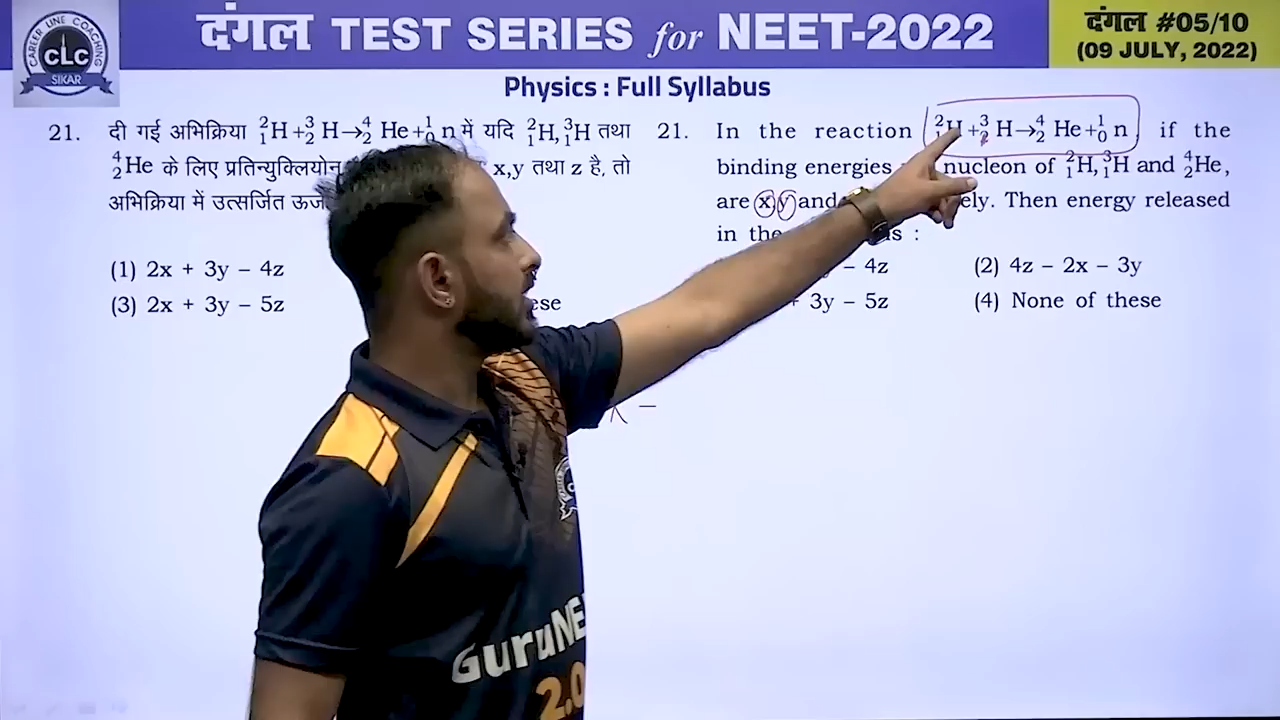 CAREER LINE COACHING
CLC
SIKAR
दंगल TEST SERIES for NEET-2022
दंगल #05/10
(09 JULY, 2022)
Physics : Full Syllabus
21. दी गई अभिक्रिया ²₁H+³₂H→⁴₂He+¹₀n में यदि ²₁H,³₁H तथा
⁴₂He के लिए प्रतिन्युक्लियोन x,y तथा z है, तो
अभिक्रिया में उत्सर्जित
(1) 2x + 3y – 4z
(3) 2x + 3y – 5z
21. In the reaction ²₁H+³₂H→⁴₂He+¹₀n, if the
binding energies nucleon of ²₁H,³₁H and ⁴₂He,
are x,y and Then energy released
in the :
– 4z (2) 4z – 2x – 3y
3y – 5z (4) None of these
GuruNE
2.0